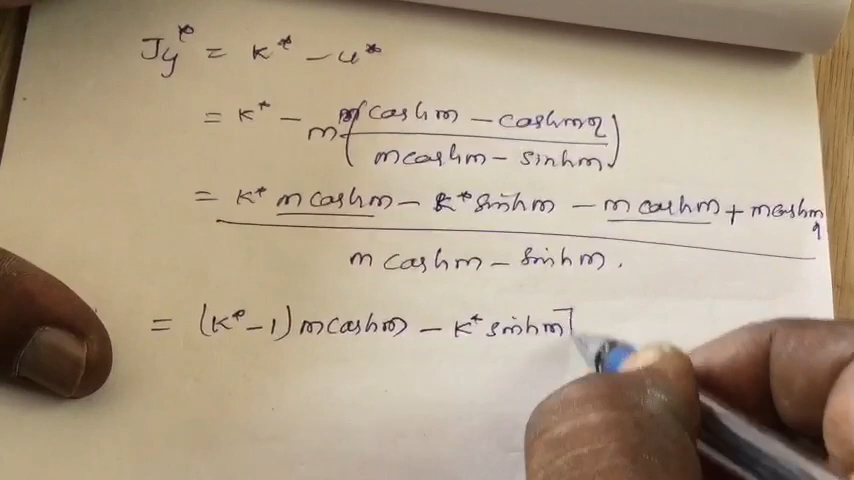 Jy* = K* - u*
= K* - m (cosh m - cosh mη)
m cosh m - sinh m
= K* m cosh m - K* sinh m - m cosh m + m cosh mη
m cosh m - sinh m.
= (K* - 1) m cosh m - K* sinh m